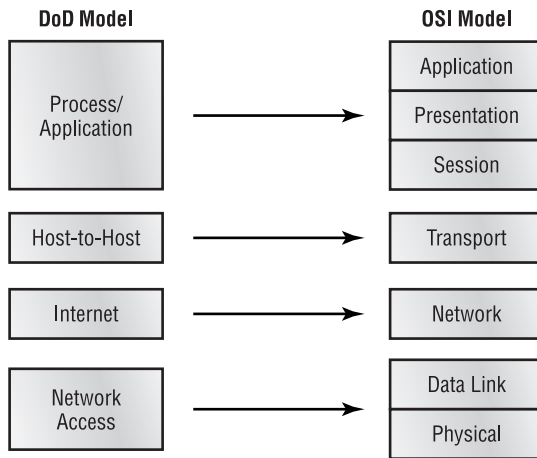 DoD Model
OSI Model
Process/
Application
Application
Presentation
Session
Host-to-Host
Transport
Internet
Network
Network
Access
Data Link
Physical